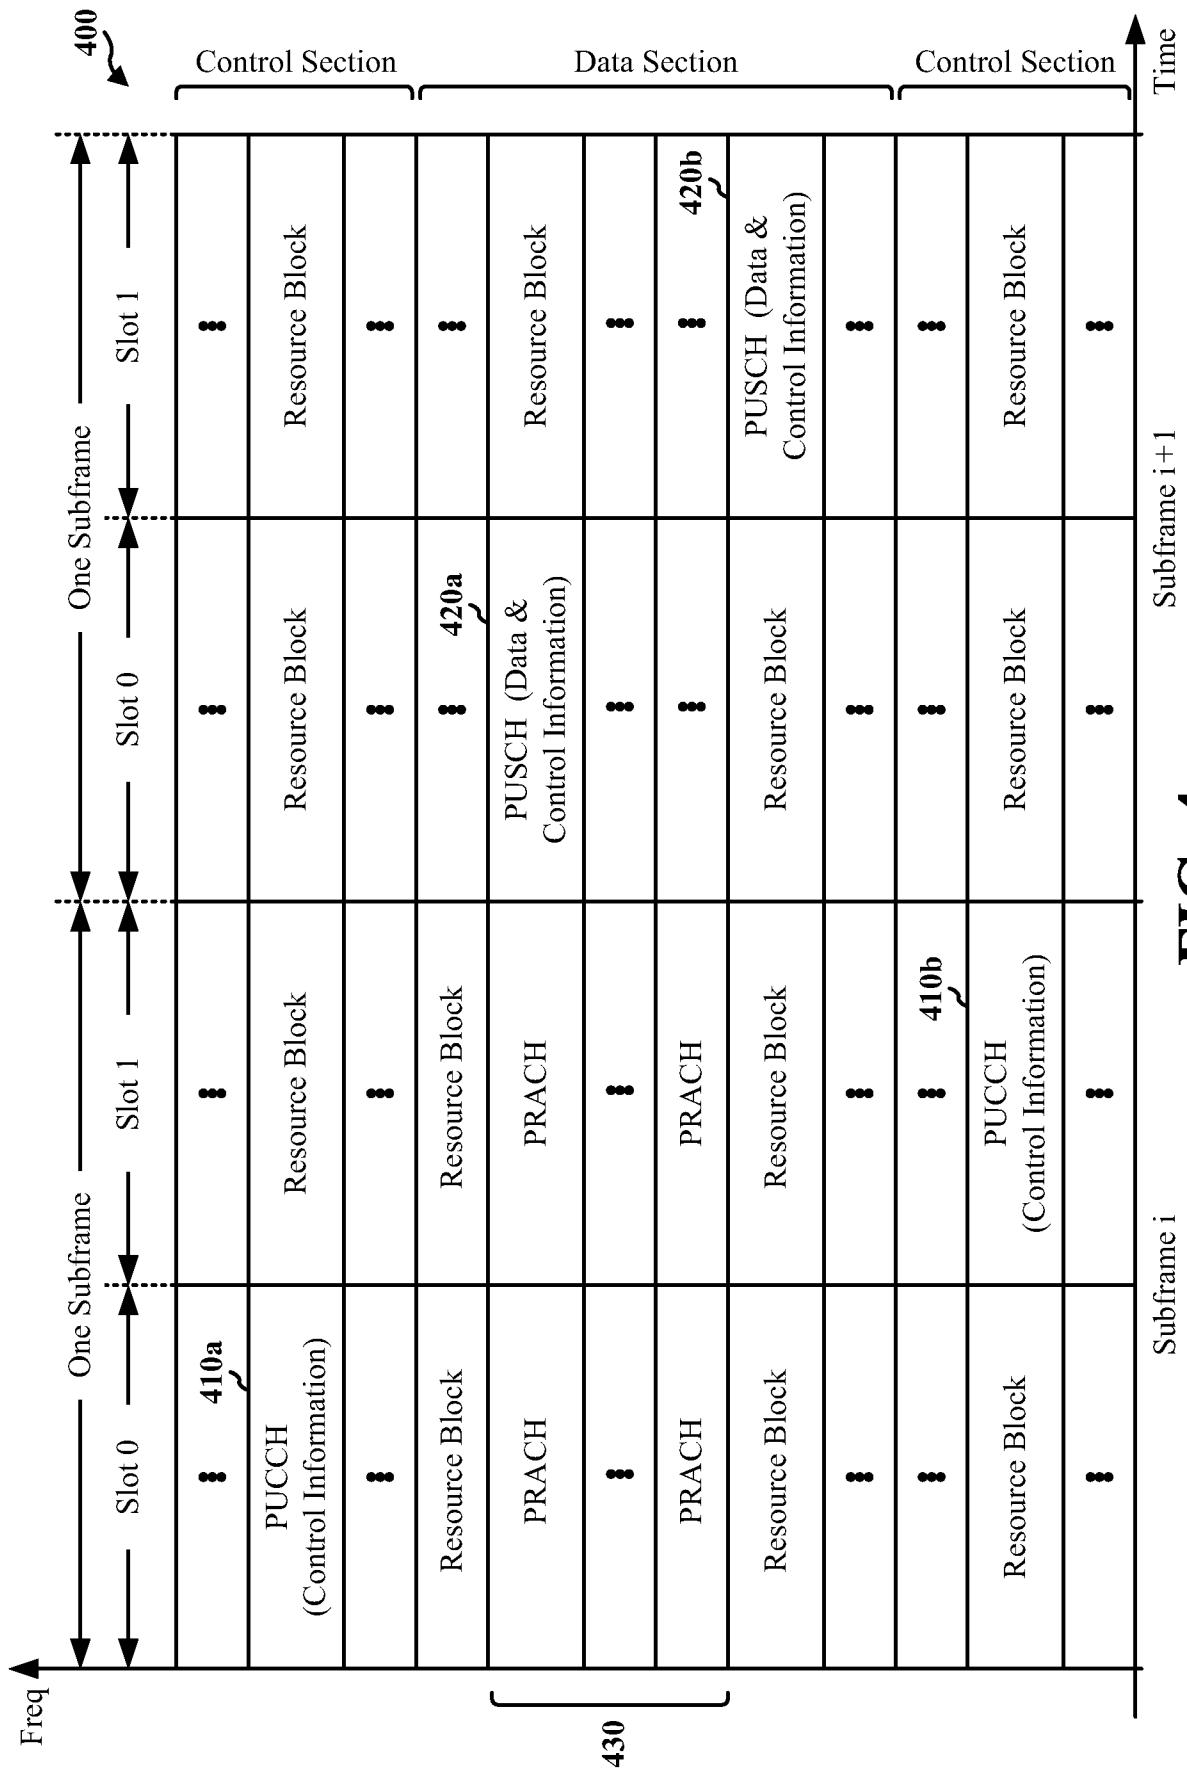 Freq
400
One Subframe
One Subframe
Slot 0
Slot 1
Slot 0
Slot 1
410a
PUCCH
(Control Information)
Resource Block
Resource Block
Resource Block
Control Section
Resource Block
Resource Block
420a
PRACH
PRACH
PUSCH (Data &
Control Information)
Resource Block
430
Data Section
PRACH
PRACH
420b
Resource Block
Resource Block
Resource Block
PUSCH (Data &
Control Information)
410b
Resource Block
PUCCH
(Control Information)
Resource Block
Resource Block
Control Section
Time
Subframe i
Subframe i+1